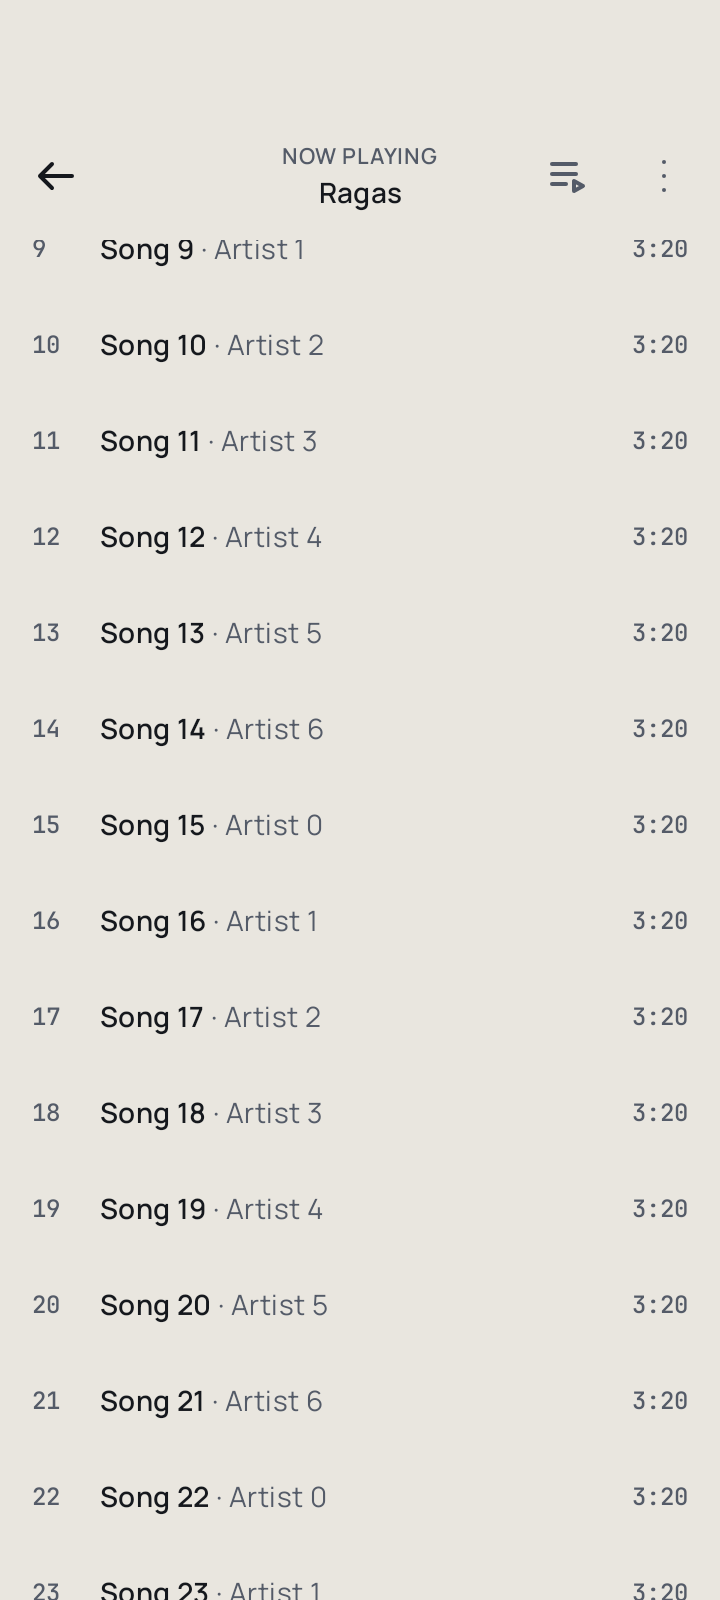 NOW PLAYING
Ragas
9 Song 9 · Artist 1 3:20
10 Song 10 · Artist 2 3:20
11 Song 11 · Artist 3 3:20
12 Song 12 · Artist 4 3:20
13 Song 13 · Artist 5 3:20
14 Song 14 · Artist 6 3:20
15 Song 15 · Artist 0 3:20
16 Song 16 · Artist 1 3:20
17 Song 17 · Artist 2 3:20
18 Song 18 · Artist 3 3:20
19 Song 19 · Artist 4 3:20
20 Song 20 · Artist 5 3:20
21 Song 21 · Artist 6 3:20
22 Song 22 · Artist 0 3:20
23 Song 23 · Artist 1 3:20